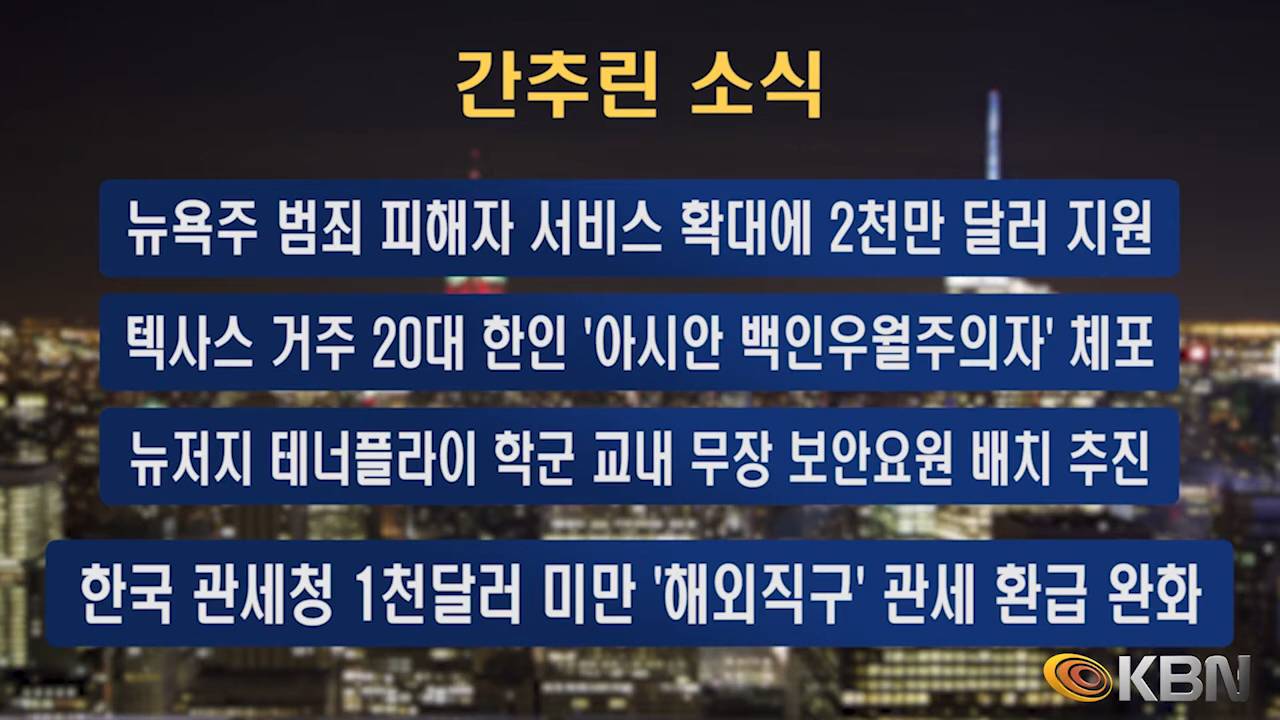 간추린 소식
뉴욕주 범죄 피해자 서비스 확대에 2천만 달러 지원
텍사스 거주 20대 한인 '아시안 백인우월주의자' 체포
뉴저지 테너플라이 학군 교내 무장 보안요원 배치 추진
한국 관세청 1천달러 미만 '해외직구' 관세 환급 완화
KBN